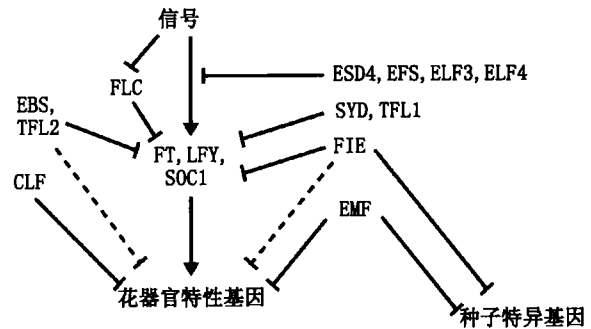 信号
FLC
ESD4, EFS, ELF3, ELF4
EBS,
TFL2
SYD, TFL1
FT, LFY,
SOC1
FIE
CLF
EMF
花器官特性基因
种子特异基因